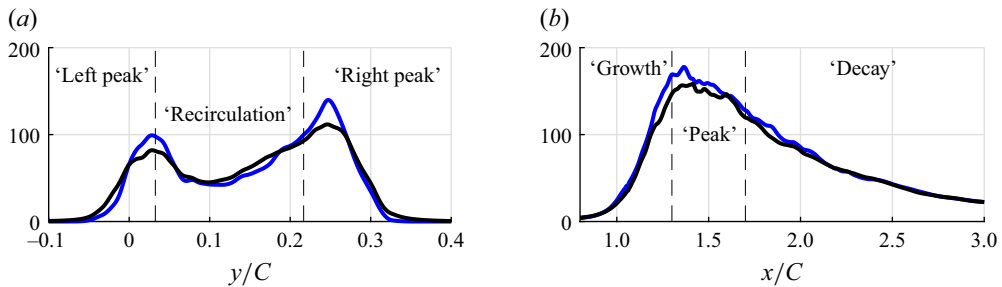 (a)
200
100
0
–0.1
0
0.1
0.2
0.3
0.4
‘Left peak’
‘Recirculation’
‘Right peak’
y/C
(b)
200
100
0
1.0
1.5
2.0
2.5
3.0
‘Growth’
‘Peak’
‘Decay’
x/C